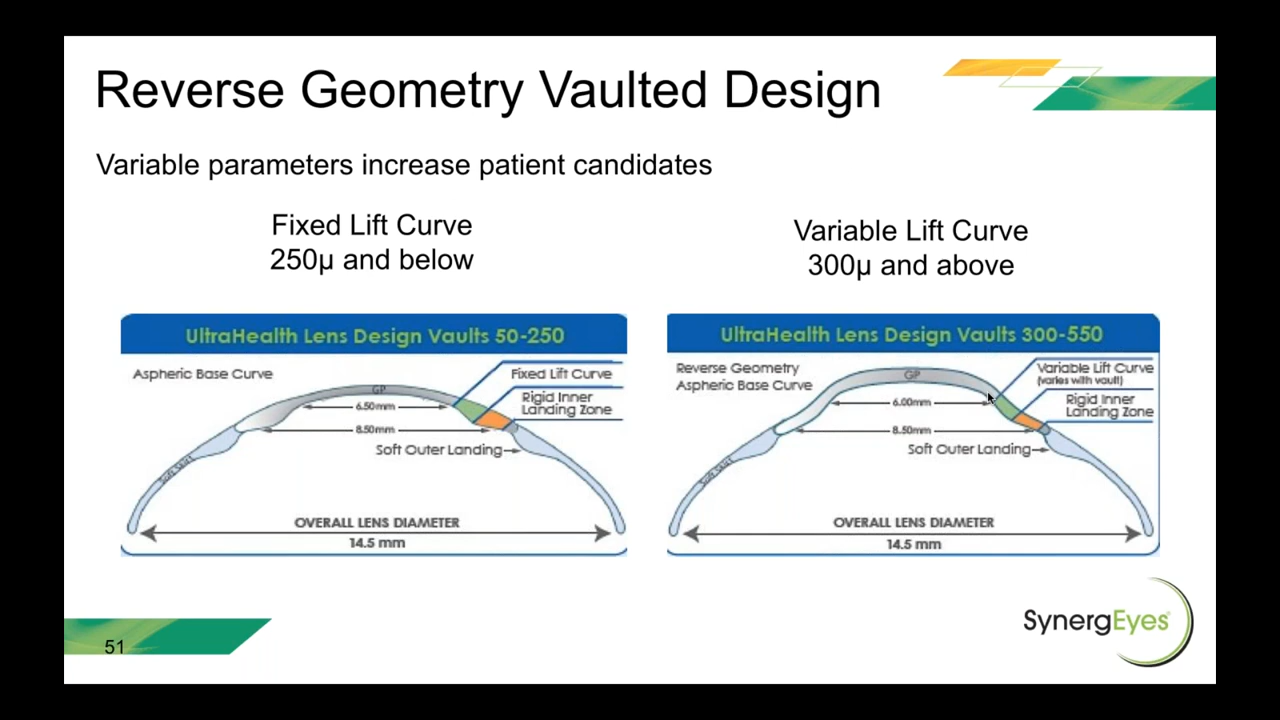 Reverse Geometry Vaulted Design
Variable parameters increase patient candidates
Fixed Lift Curve
250µ and below
Variable Lift Curve
300µ and above
UltraHealth Lens Design Vaults 50-250
Aspheric Base Curve
GP
Fixed Lift Curve
6.50mm
Rigid Inner
Landing Zone
8.50mm
Soft Outer Landing
Soft Skirt
OVERALL LENS DIAMETER
14.5 mm
UltraHealth Lens Design Vaults 300-550
Reverse Geometry
Aspheric Base Curve
GP
Variable Lift Curve
(varies with vault)
6.00mm
Rigid Inner
Landing Zone
8.50mm
Soft Outer Landing
Soft Skirt
OVERALL LENS DIAMETER
14.5 mm
SynergEyes
51